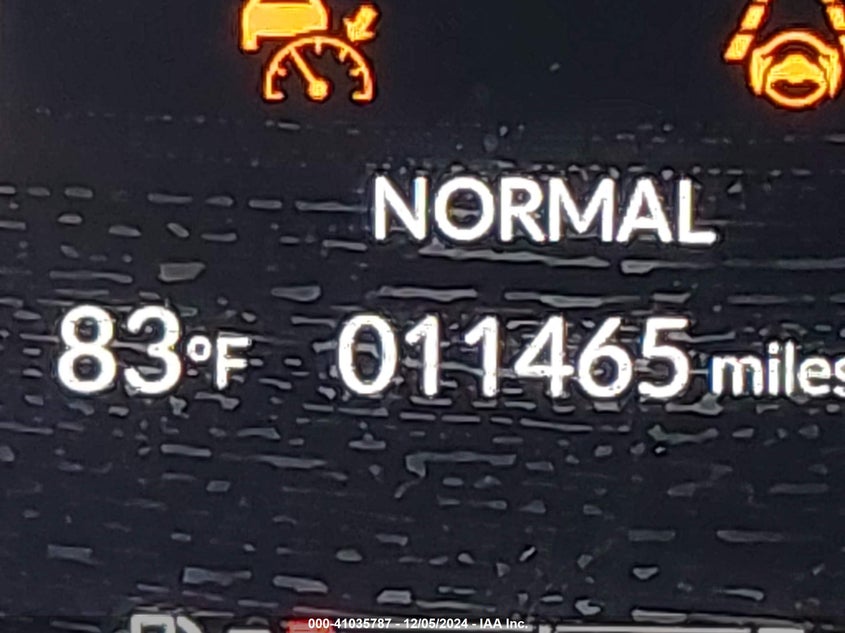 NORMAL
83°F 011465 miles
000-41035787 - 12/05/2024 - IAA Inc.